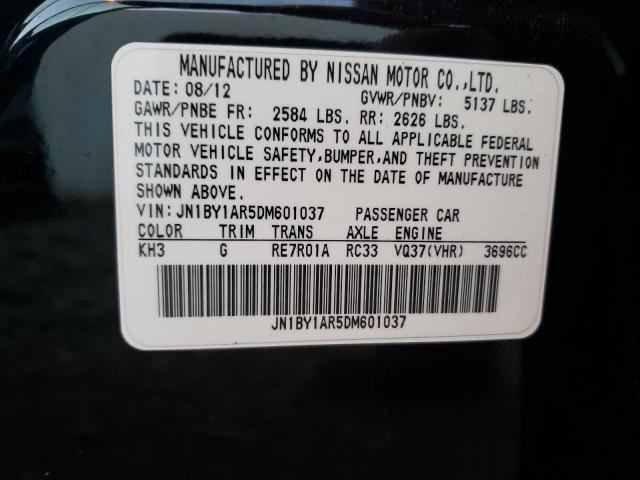 MANUFACTURED BY NISSAN MOTOR CO.,LTD.
DATE: 08/12 GVWR/PNBV: 5137 LBS.
GAWR/PNBE FR: 2584 LBS. RR: 2626 LBS.
THIS VEHICLE CONFORMS TO ALL APPLICABLE FEDERAL
MOTOR VEHICLE SAFETY,BUMPER,AND THEFT PREVENTION
STANDARDS IN EFFECT ON THE DATE OF MANUFACTURE
SHOWN ABOVE.
VIN:JN1BY1AR5DM601037 PASSENGER CAR
COLOR TRIM TRANS AXLE ENGINE
KH3 G RE7R01A RC33 VQ37(VHR) 3696CC
JN1BY1AR5DM601037